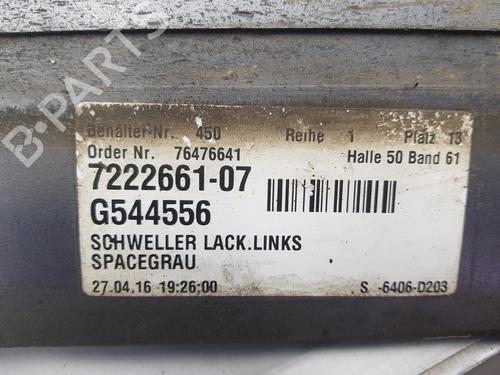 Behälter-Nr. 450 Reihe 1 Platz 13
Order Nr. 76476641 Halle 50 Band 61
7222661-07
G544556
SCHWELLER LACK.LINKS
SPACEGRAU
27.04.16 19:26:00 S -6406-D203
B-PARTS